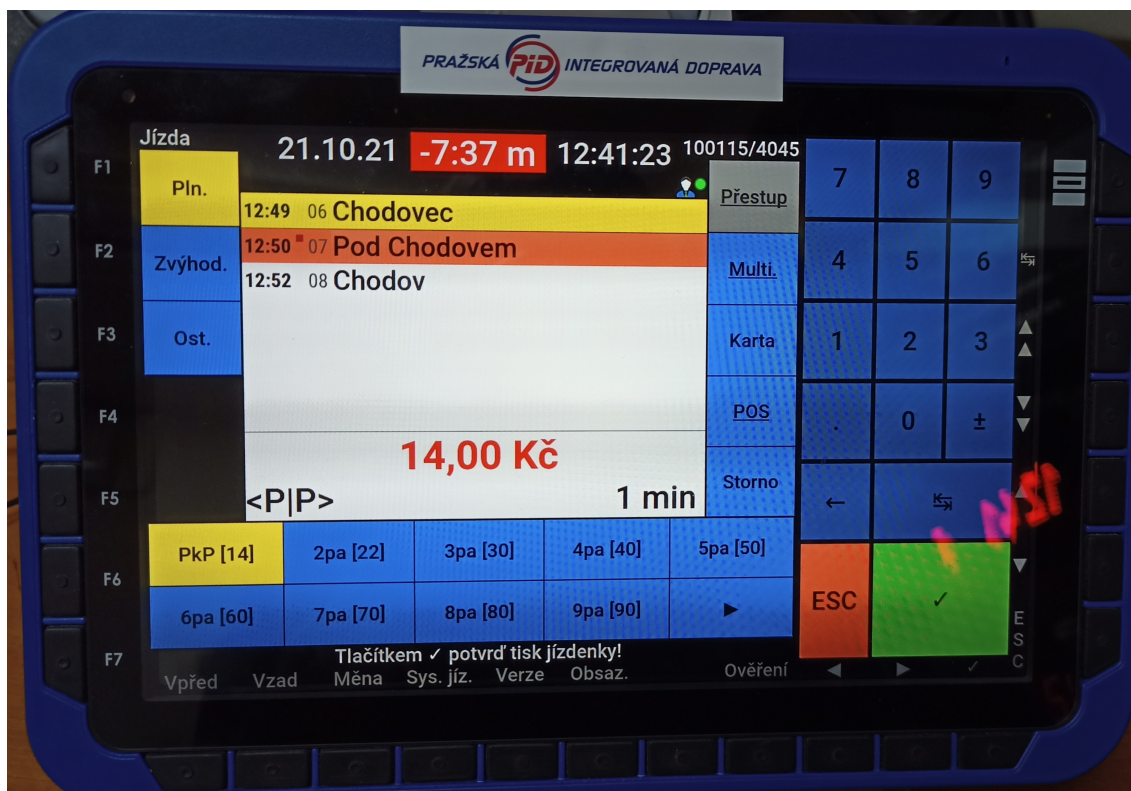 PRAŽSKÁ PID INTEGROVANÁ DOPRAVA
Jízda
21.10.21 -7:37 m 12:41:23 100115/4045
F1
Pln.
Přestup
7 8 9
12:49 06 Chodovec
F2
Zvýhod.
12:50 07 Pod Chodovem
Multi.
4 5 6
12:52 08 Chodov
F3
Ost.
Karta
1 2 3
F4
POS
. 0 ±
14,00 Kč
F5
<P|P> 1 min
Storno
←
PkP [14] 2pa [22] 3pa [30] 4pa [40] 5pa [50]
F6
6pa [60] 7pa [70] 8pa [80] 9pa [90] ►
ESC ✓
F7
Tlačítkem ✓ potvrď tisk jízdenky!
Vpřed Vzad Měna Sys. jíz. Verze Obsaz. Ověření ◄ ► ✓
ESC